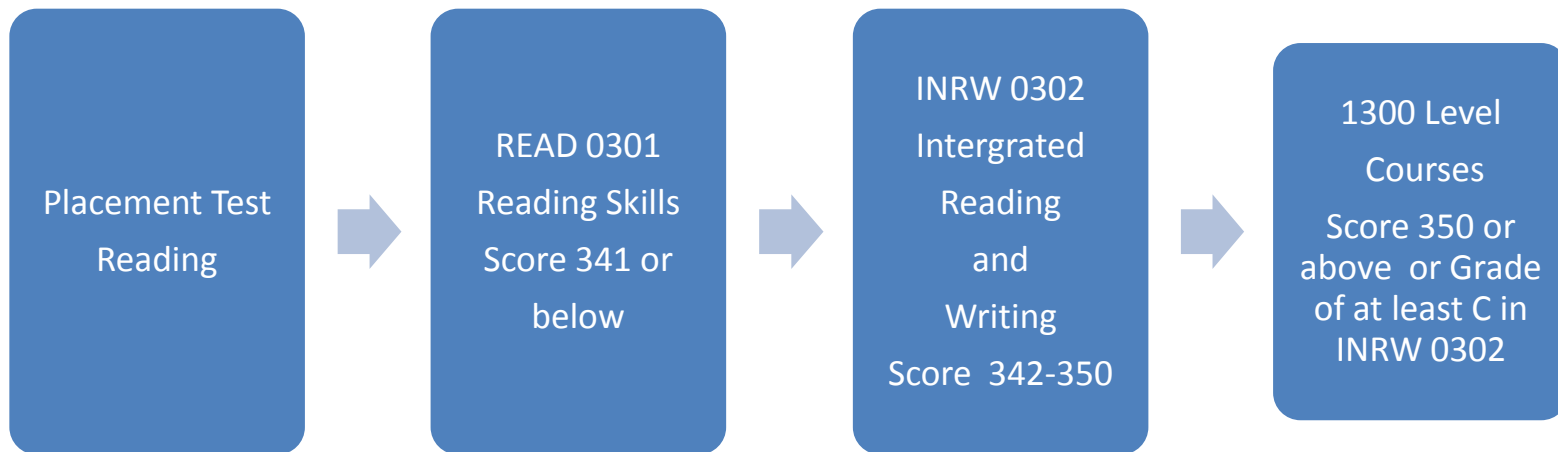 Placement Test
Reading
READ 0301
Reading Skills
Score 341 or
below
INRW 0302
Intergrated
Reading
and
Writing
Score  342-350
1300 Level
Courses
Score 350 or
above  or Grade
of at least C in
INRW 0302